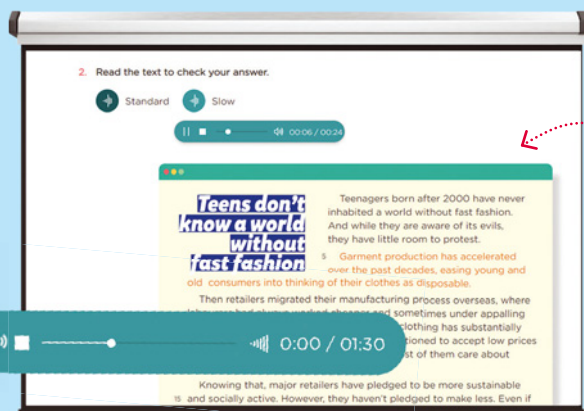 2. Read the text to check your answer.
Standard Slow
00:06 / 00:24
Teens don't
know a world
without
fast fashion
Teenagers born after 2000 have never
inhabited a world without fast fashion.
And while they are aware of its evils,
they have little room to protest.
5 Garment production has accelerated
over the past decades, easing young and
old consumers into thinking of their clothes as disposable.
Then retailers migrated their manufacturing process overseas, where
and sometimes under appalling
clothing has substantially
to accept low prices
of them care about
0:00 / 01:30
Knowing that, major retailers have pledged to be more sustainable
15 and socially active. However, they haven't pledged to make less. Even if